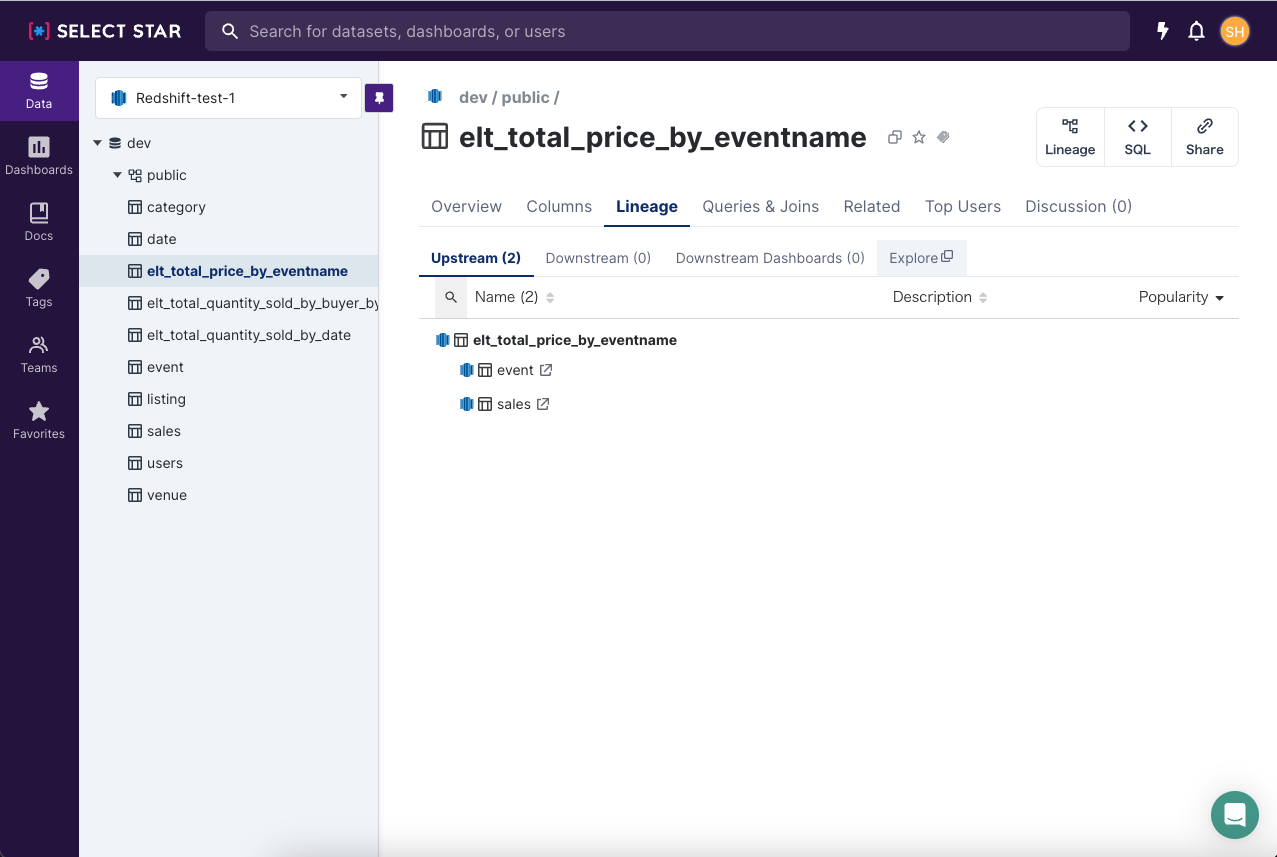 [*] SELECT STAR
Search for datasets, dashboards, or users
SH
Data
Dashboards
Docs
Tags
Teams
Favorites
Redshift-test-1
dev
public
category
date
elt_total_price_by_eventname
elt_total_quantity_sold_by_buyer_by
elt_total_quantity_sold_by_date
event
listing
sales
users
venue
dev / public /
elt_total_price_by_eventname
Lineage SQL Share
Overview Columns Lineage Queries & Joins Related Top Users Discussion (0)
Upstream (2) Downstream (0) Downstream Dashboards (0) Explore
Name (2) Description Popularity
elt_total_price_by_eventname
event
sales